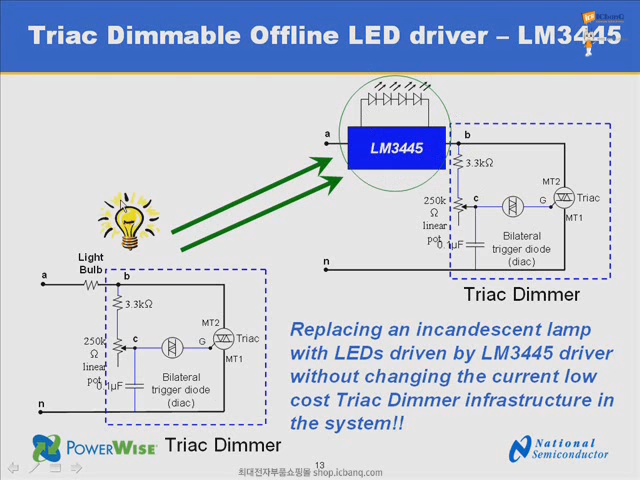 Triac Dimmable Offline LED driver – LM3445
ICbanQ
a
b
LM3445
3.3kΩ
MT2
c
G
Triac
250k
Ω
linear
pot
MT1
0.1µF
Bilateral
trigger diode
(diac)
n
Triac Dimmer
Light
Bulb
a
b
3.3kΩ
MT2
c
G
Triac
250k
Ω
linear
pot
MT1
0.1µF
Bilateral
trigger diode
(diac)
n
Triac Dimmer
Replacing an incandescent lamp
with LEDs driven by LM3445 driver
without changing the current low
cost Triac Dimmer infrastructure in
the system!!
POWERWISE
National
Semiconductor
13
최대전자부품쇼핑몰 shop.icbanq.com